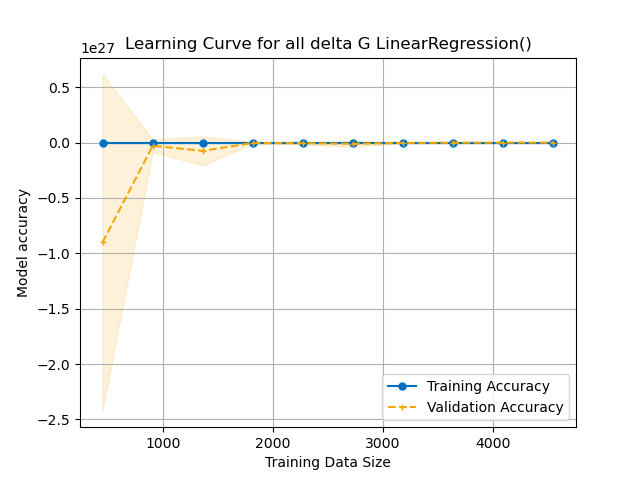 1e27
Learning Curve for all delta G LinearRegression()
0.5
0.0
−0.5
−1.0
−1.5
−2.0
−2.5
Model accuracy
1000
2000
3000
4000
Training Data Size
Training Accuracy
Validation Accuracy